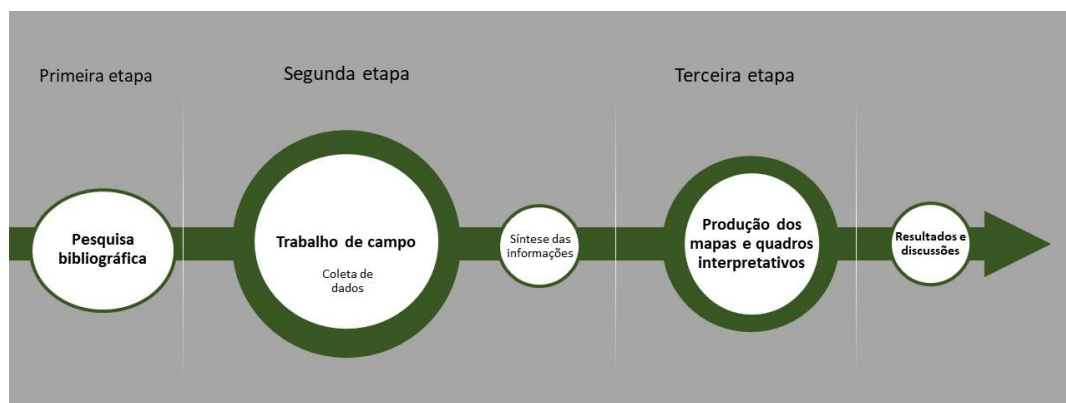 Primeira etapa
Segunda etapa
Terceira etapa
Pesquisa
bibliográfica
Trabalho de campo
Coleta de
dados
Síntese das
informações
Produção dos
mapas e quadros
interpretativos
Resultados e
discussões